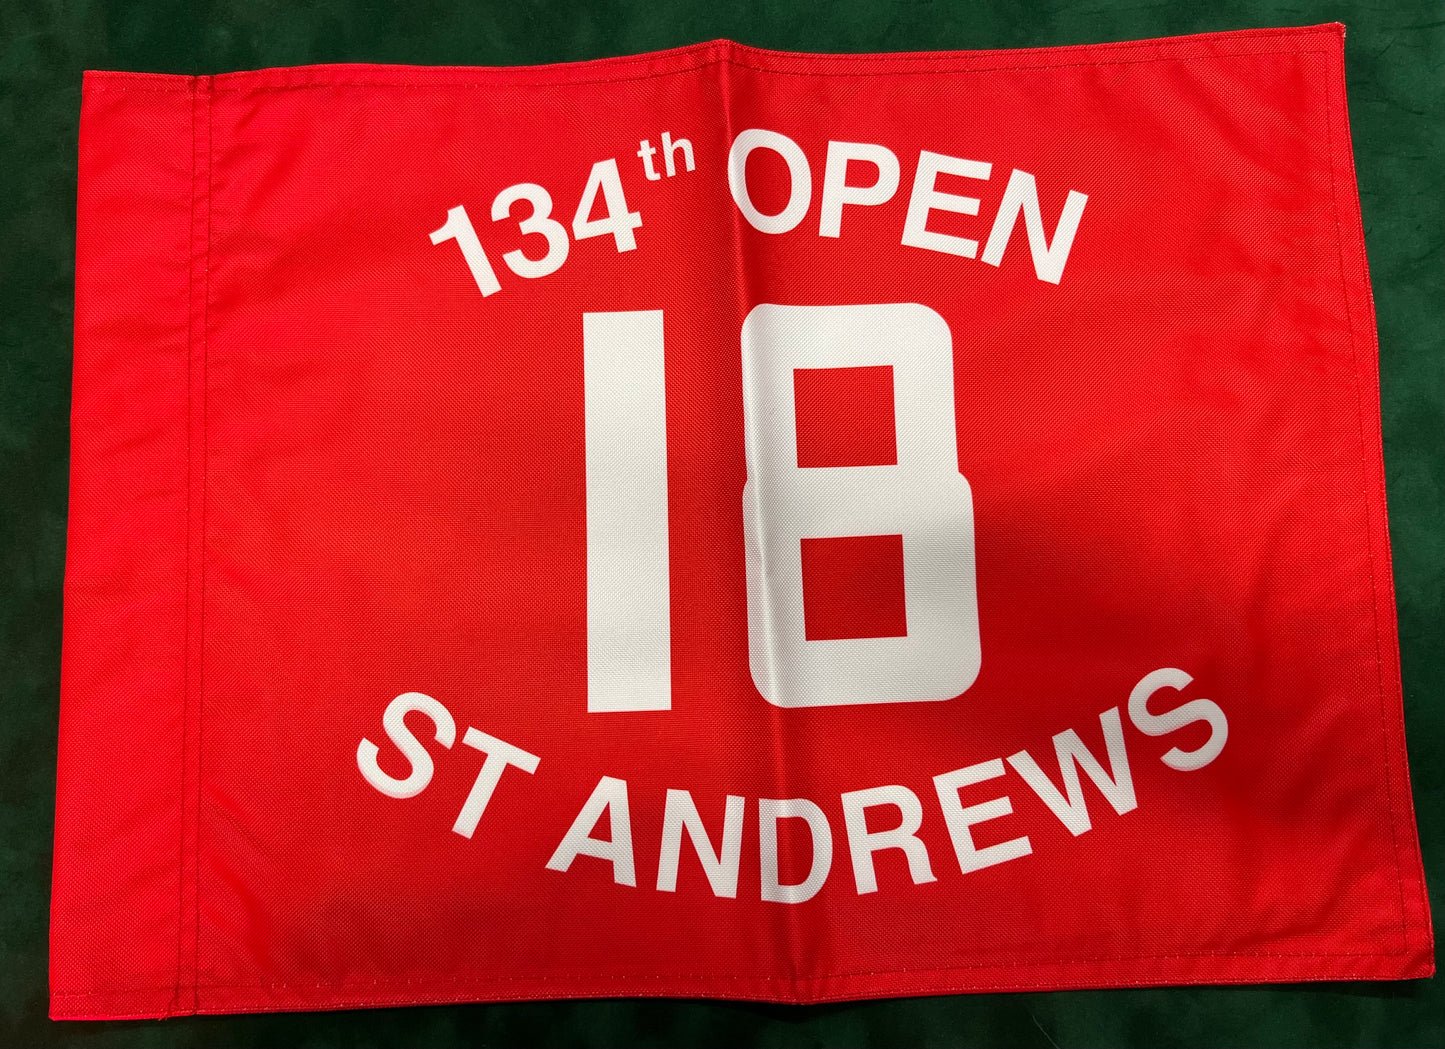 134th OPEN
18
ST ANDREWS